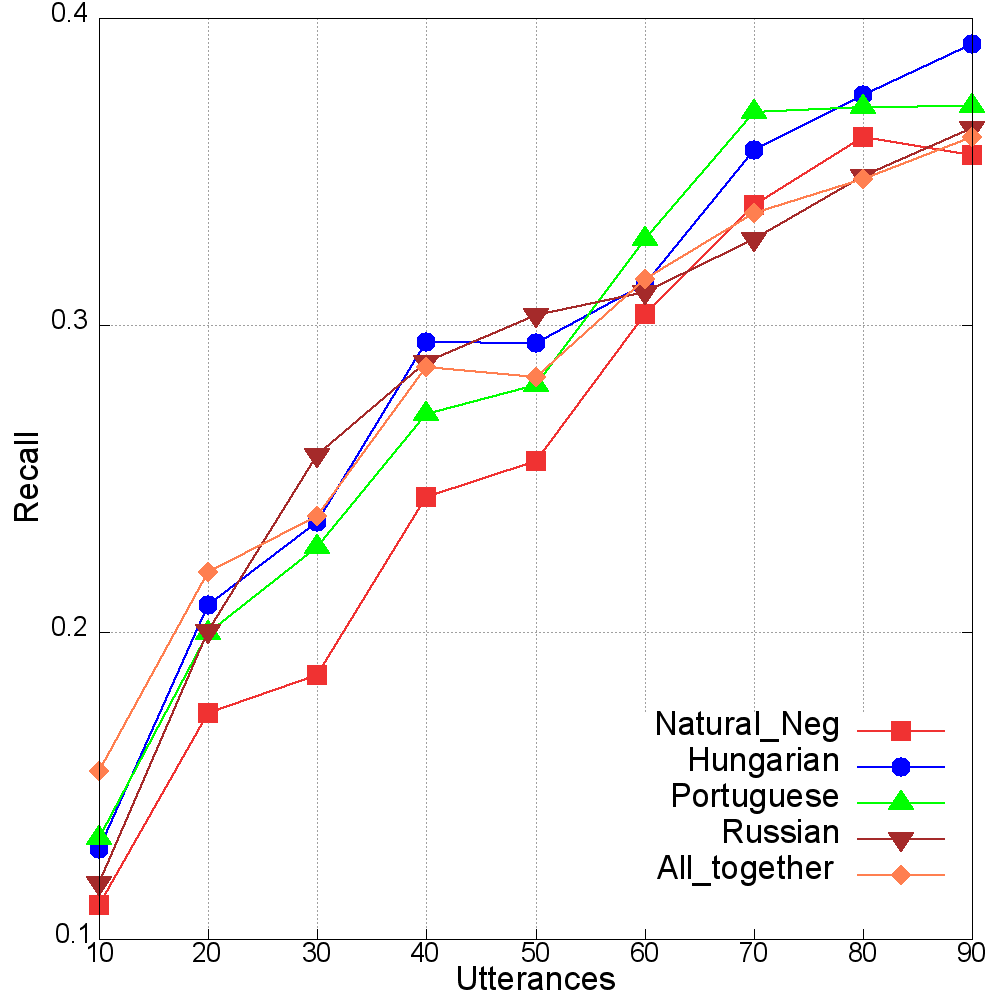 0.4
0.3
0.2
0.1
Recall
Natural_Neg
Hungarian
Portuguese
Russian
All_together
10 20 30 40 50 60 70 80 90
Utterances